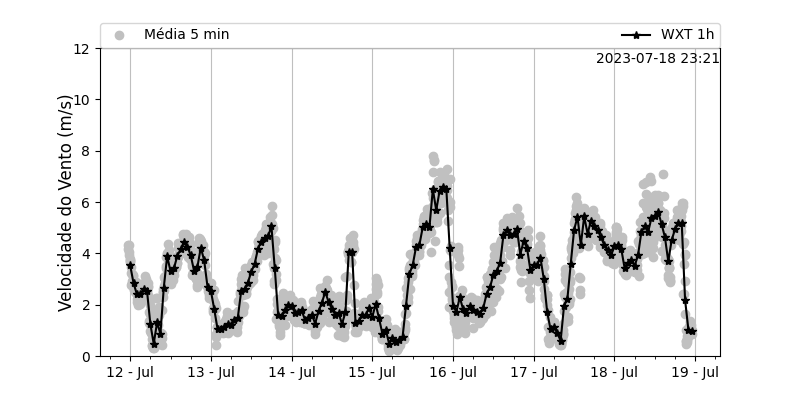 Média 5 min
WXT 1h
2023-07-18 23:21
Velocidade do Vento (m/s)
12
10
8
6
4
2
0
12 - Jul 13 - Jul 14 - Jul 15 - Jul 16 - Jul 17 - Jul 18 - Jul 19 - Jul